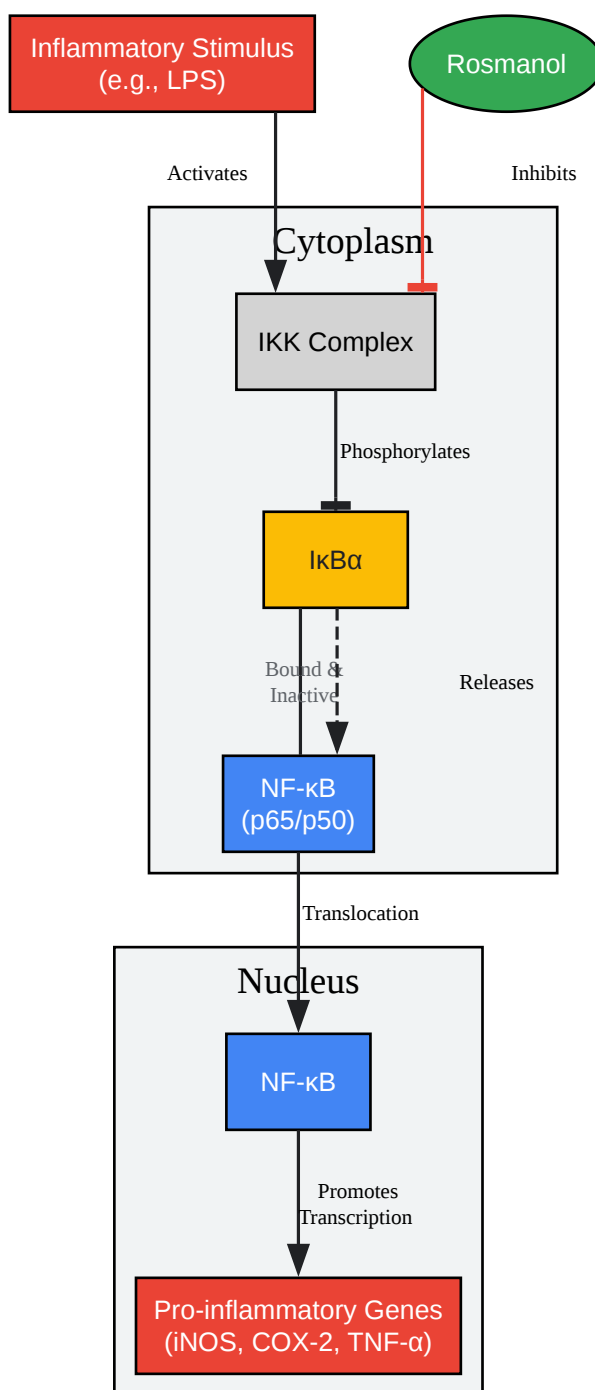 Inflammatory Stimulus
(e.g., LPS)
Rosmanol
Activates
Inhibits
Cytoplasm
IKK Complex
Phosphorylates
IκBα
Bound &
Inactive
Releases
NF-κB
(p65/p50)
Translocation
Nucleus
NF-κB
Promotes
Transcription
Pro-inflammatory Genes
(iNOS, COX-2, TNF-α)